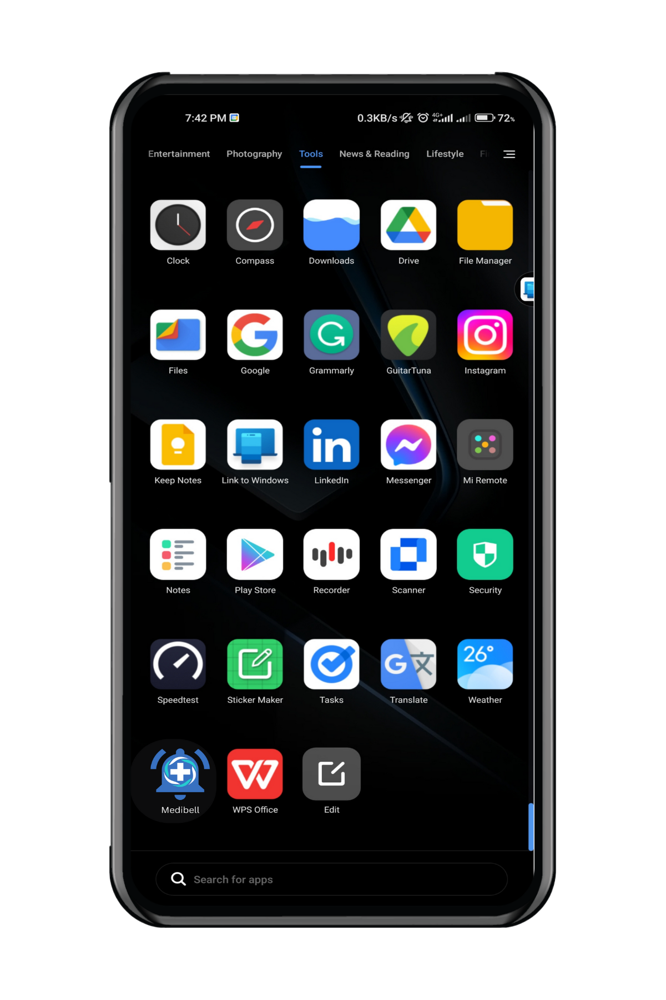 7:42 PM 0.3KB/s 4G+ 72%
Entertainment Photography Tools News & Reading Lifestyle
Clock Compass Downloads Drive File Manager
Files Google Grammarly GuitarTuna Instagram
in
Keep Notes Link to Windows LinkedIn Messenger Mi Remote
Notes Play Store Recorder Scanner Security
G 文 26°
Speedtest Sticker Maker Tasks Translate Weather
Medibell WPS Office Edit
Search for apps